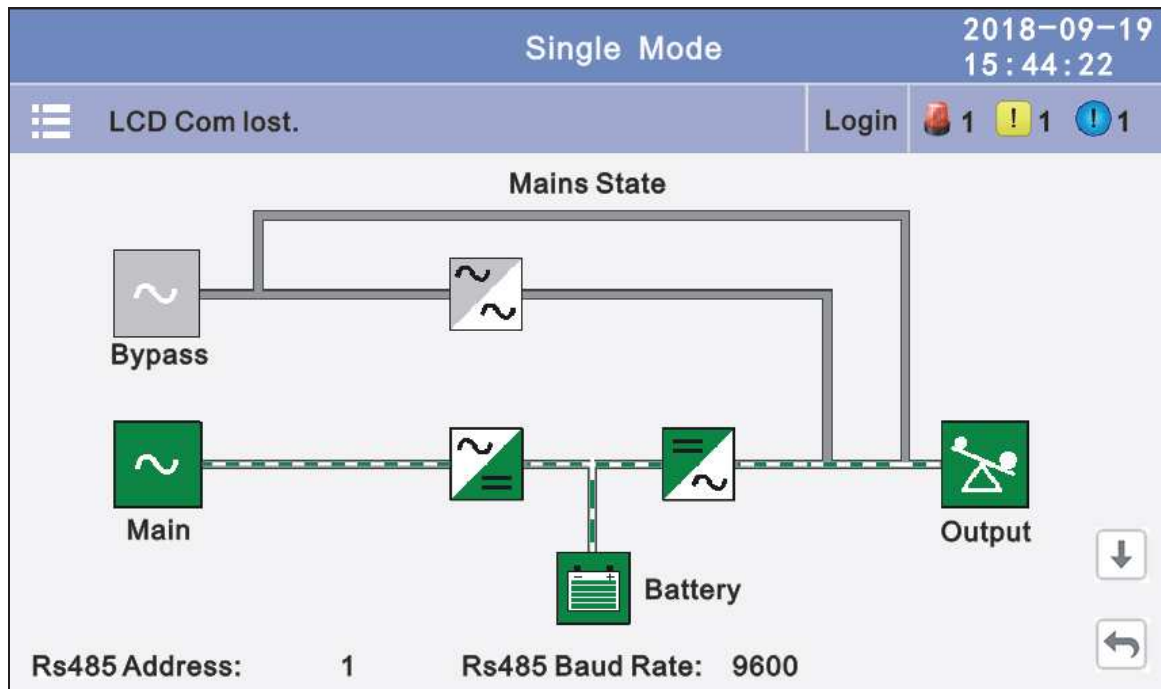 Single Mode
2018-09-19
15:44:22
LCD Com lost.
Login
1
! 1
! 1
Mains State
Bypass
Main
Output
Battery
Rs485 Address: 1
Rs485 Baud Rate: 9600